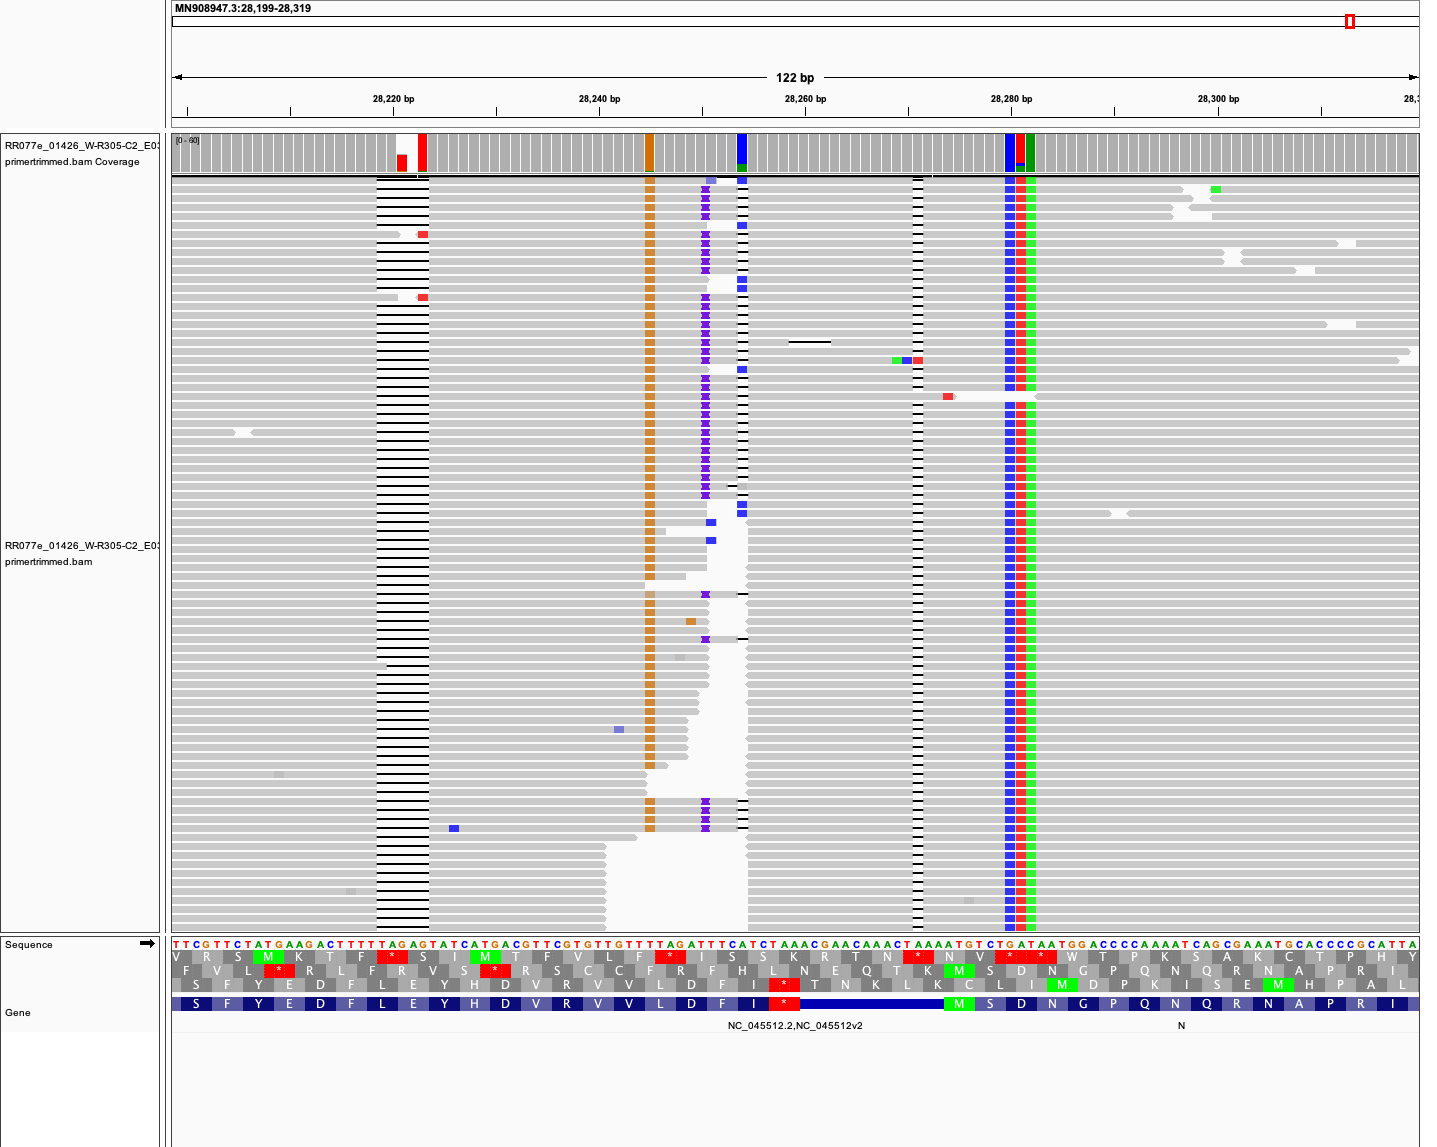 MN908947.3:28,199-28,319
122 bp
28,220 bp 28,240 bp 28,260 bp 28,280 bp 28,300 bp 28,3
RR077e_01426_W-R305-C2_E03
primertrimmed.bam Coverage
[0 - 60]
RR077e_01426_W-R305-C2_E03
primertrimmed.bam
Sequence
TTCGTTCTATGAAGACTTTTTAGAGTATCATGACGTTCGTGTTGTTTTAGATTTCATCTAAACGAACAAACTAAAATGTCTGATAATGGACCCCAAAATCAGCGAAATGCACCCCGCATTA
V R S M K T F * S I M T F V L F * I S S K R T N * N V * * W T P K S A K C T P H Y
F V L * R L F R V S * R S C C F R F H L N E Q T K M S D N G P Q N Q R N A P R I
S F Y E D F L E Y H D V R V V L D F I * T N K L K C L I M D P K I S E M H P A L
Gene
S F Y E D F L E Y H D V R V V L D F I * M S D N G P Q N Q R N A P R I
NC_045512.2,NC_045512v2 N